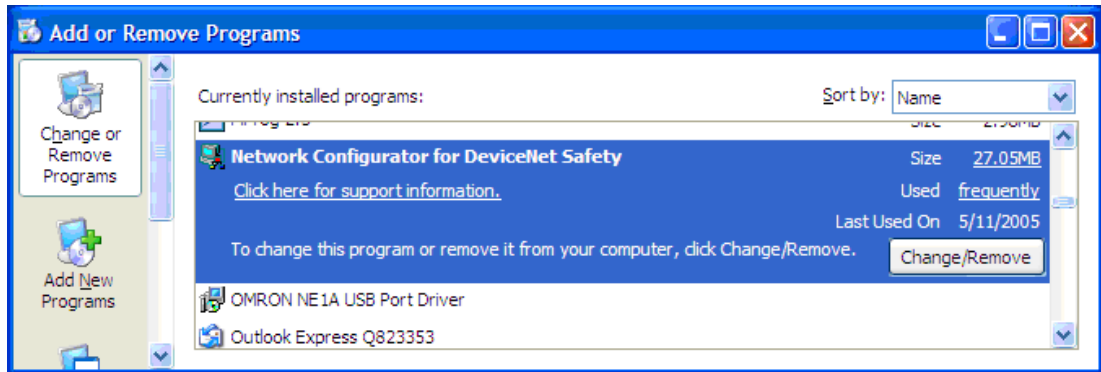 Add or Remove Programs
Change or
Remove
Programs
Add New
Programs
Currently installed programs:
Sort by: Name
Network Configurator for DeviceNet Safety
Size 27.05MB
Click here for support information.
Used frequently
Last Used On 5/11/2005
To change this program or remove it from your computer, click Change/Remove.
Change/Remove
OMRON NE1A USB Port Driver
Outlook Express Q823353